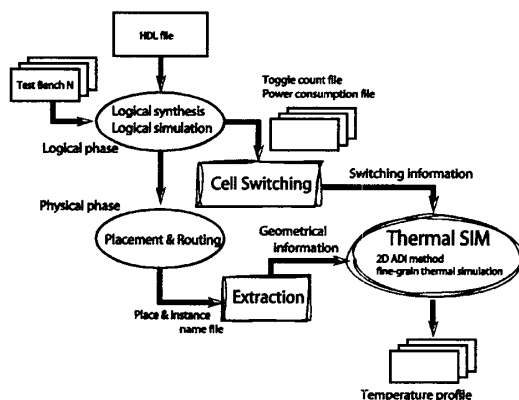 HDL file
Test Bench N
Toggle count file
Power consumption file
Logical synthesis
Logical simulation
Logical phase
Cell Switching
Switching information
Physical phase
Placement & Routing
Geometrical
information
Thermal SIM
2D ADI method
fine-grain thermal simulation
Extraction
Place & instance
name file
Temperature profile